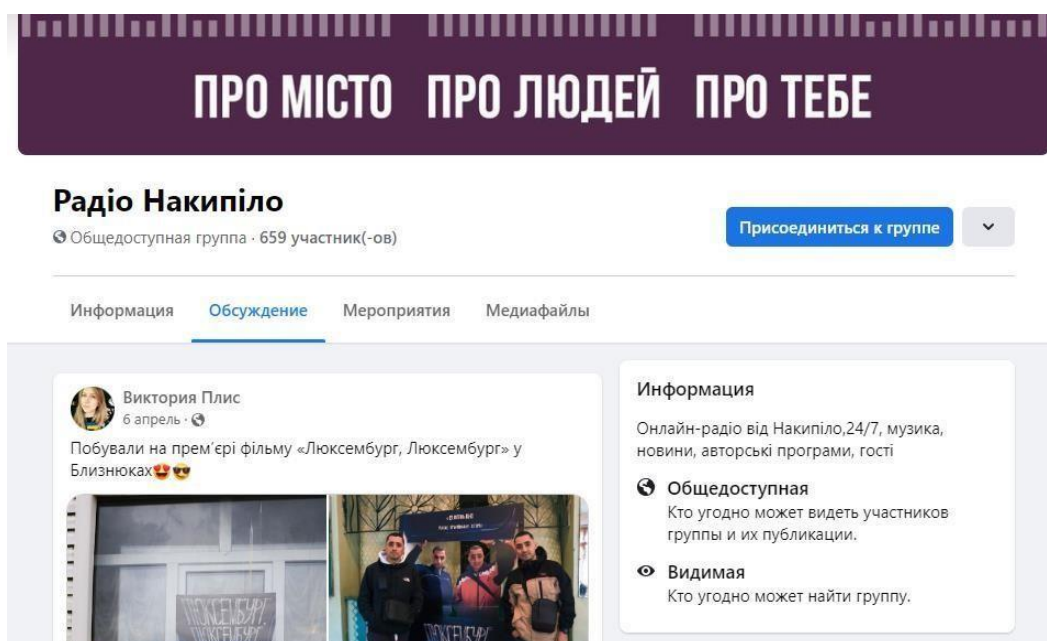 ПРО МІСТО ПРО ЛЮДЕЙ ПРО ТЕБЕ
Радіо Накипіло
Общедоступная группа · 659 участник(-ов)
Присоединиться к группе
Информация Обсуждение Мероприятия Медиафайлы
Виктория Плис
6 апрель ·
Побували на прем´єрі фільму «Люксембург, Люксембург» у
Близнюках😍😎
ЛЮКСЕМБУРГ,
ЛЮКСЕМБУРГ
Информация
Онлайн-радіо від Накипіло,24/7, музика,
новини, авторські програми, гості
Общедоступная
Кто угодно может видеть участников
группы и их публикации.
Видимая
Кто угодно может найти группу.